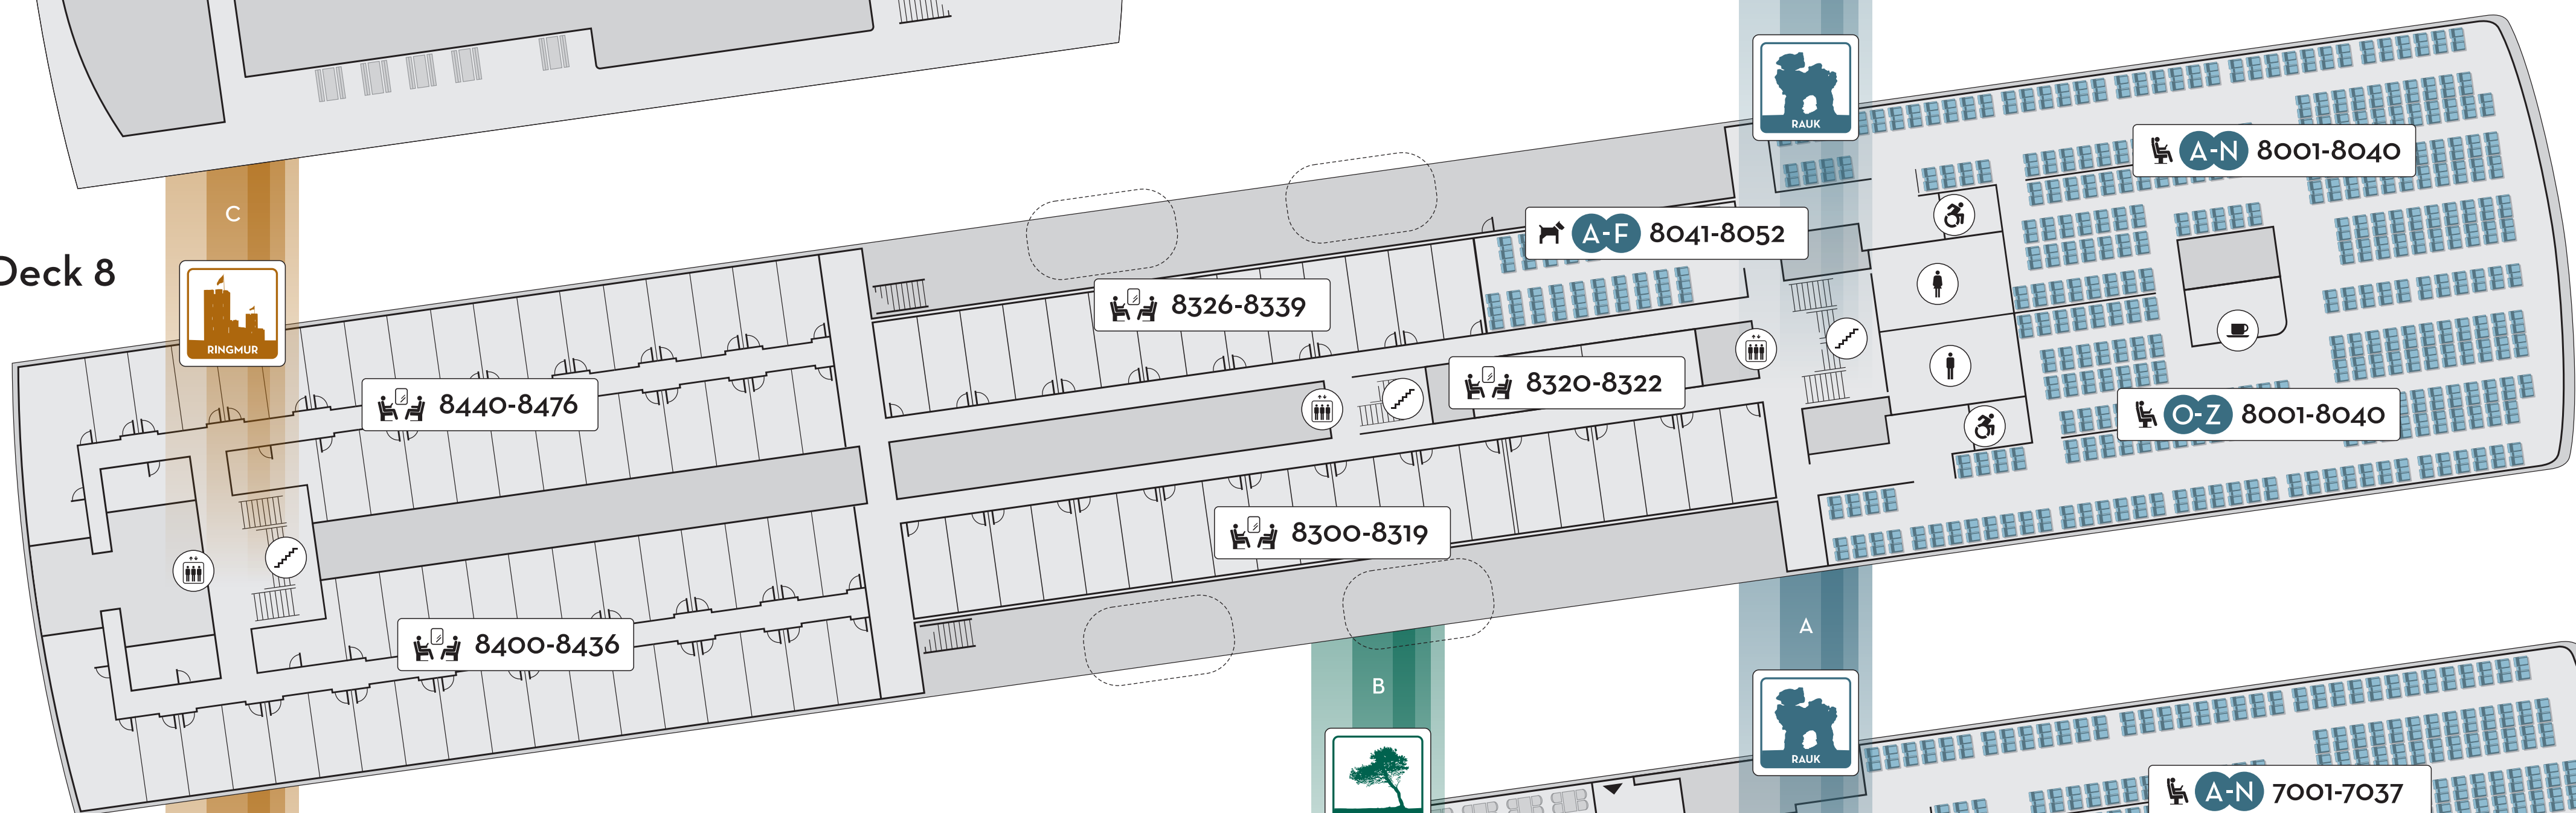 RAUK
A-N 8001-8040
C
A-F 8041-8052
Deck 8
8326-8339
RINGMUR
8320-8322
8440-8476
O-Z 8001-8040
8300-8319
A
8400-8436
B
RAUK
A-N 7001-7037